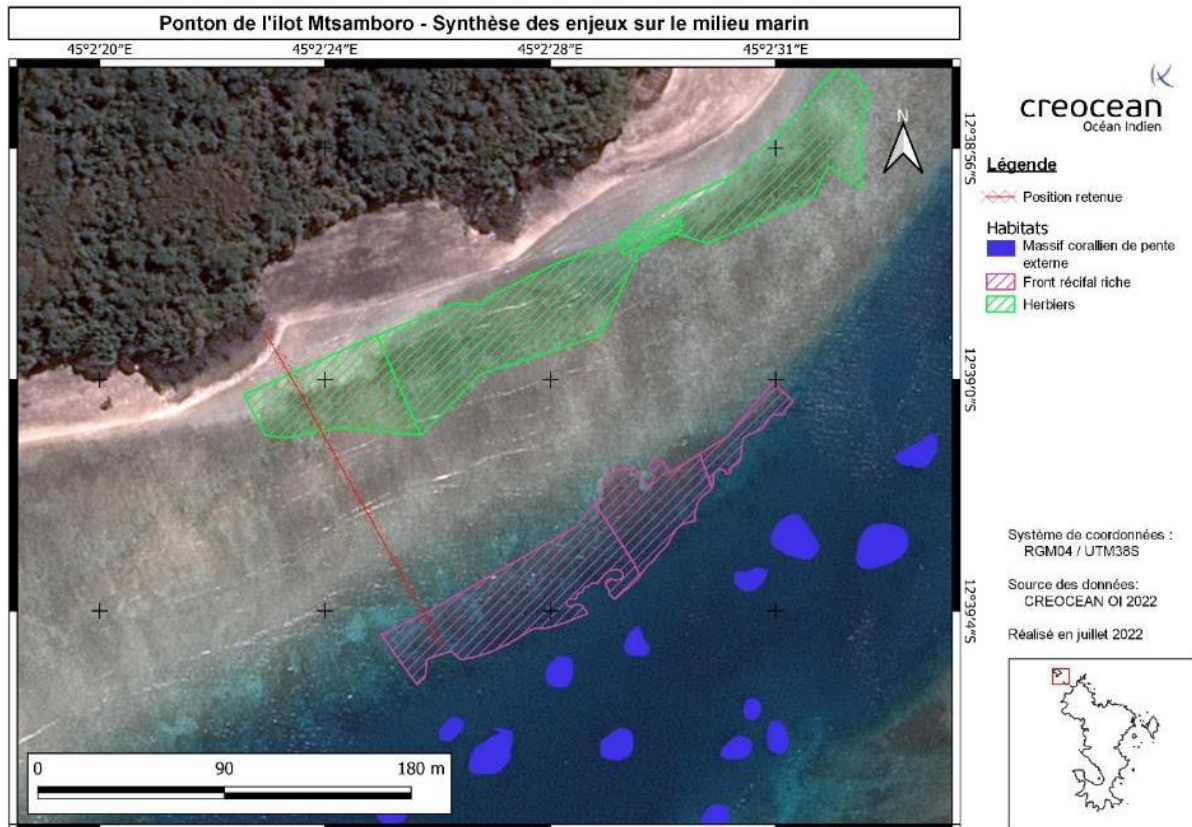 Ponton de l'ilot Mtsamboro - Synthèse des enjeux sur le milieu marin
45°2'20"E 45°2'24"E 45°2'28"E 45°2'31"E
12°38'56"S
12°39'0"S
12°39'4"S
N
creocean
Océan Indien
Légende
Position retenue
Habitats
Massif corallien de pente
externe
Front récifal riche
Herbiers
Système de coordonnées :
RGM04 / UTM38S
Source des données:
CREOCEAN OI 2022
Réalisé en juillet 2022
0 90 180 m